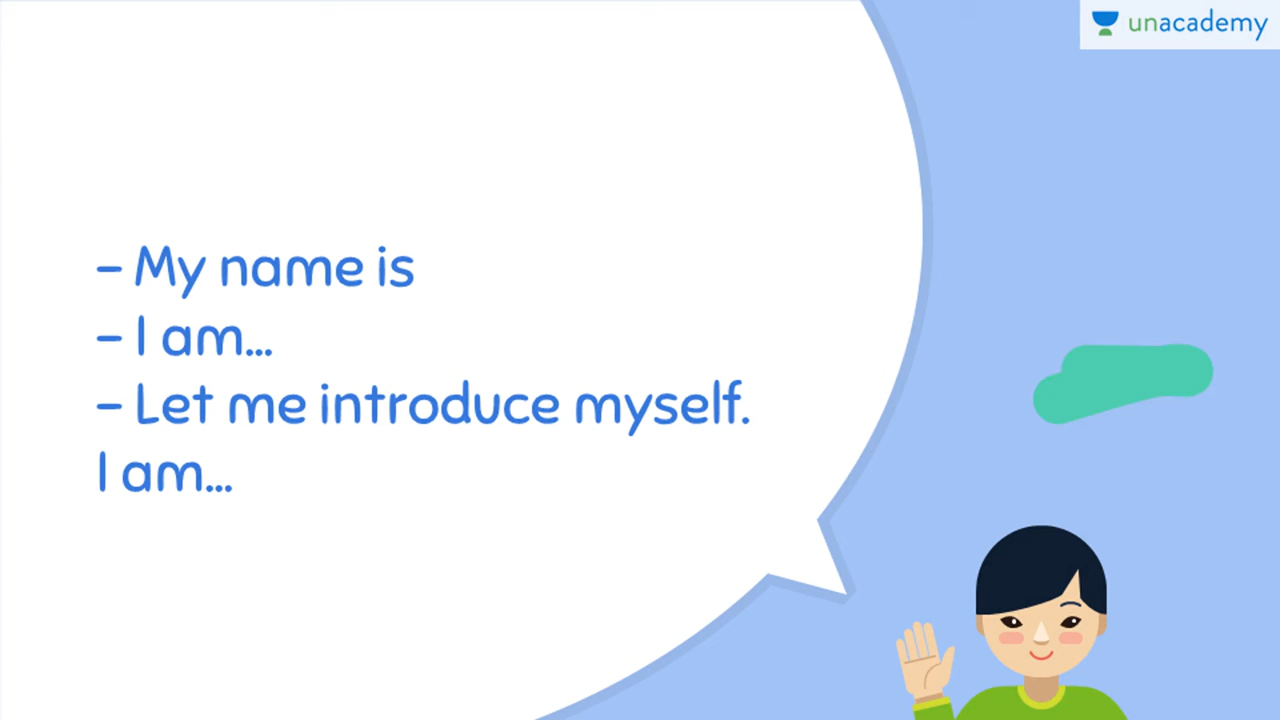 unacademy
– My name is
– I am...
– Let me introduce myself.
I am...